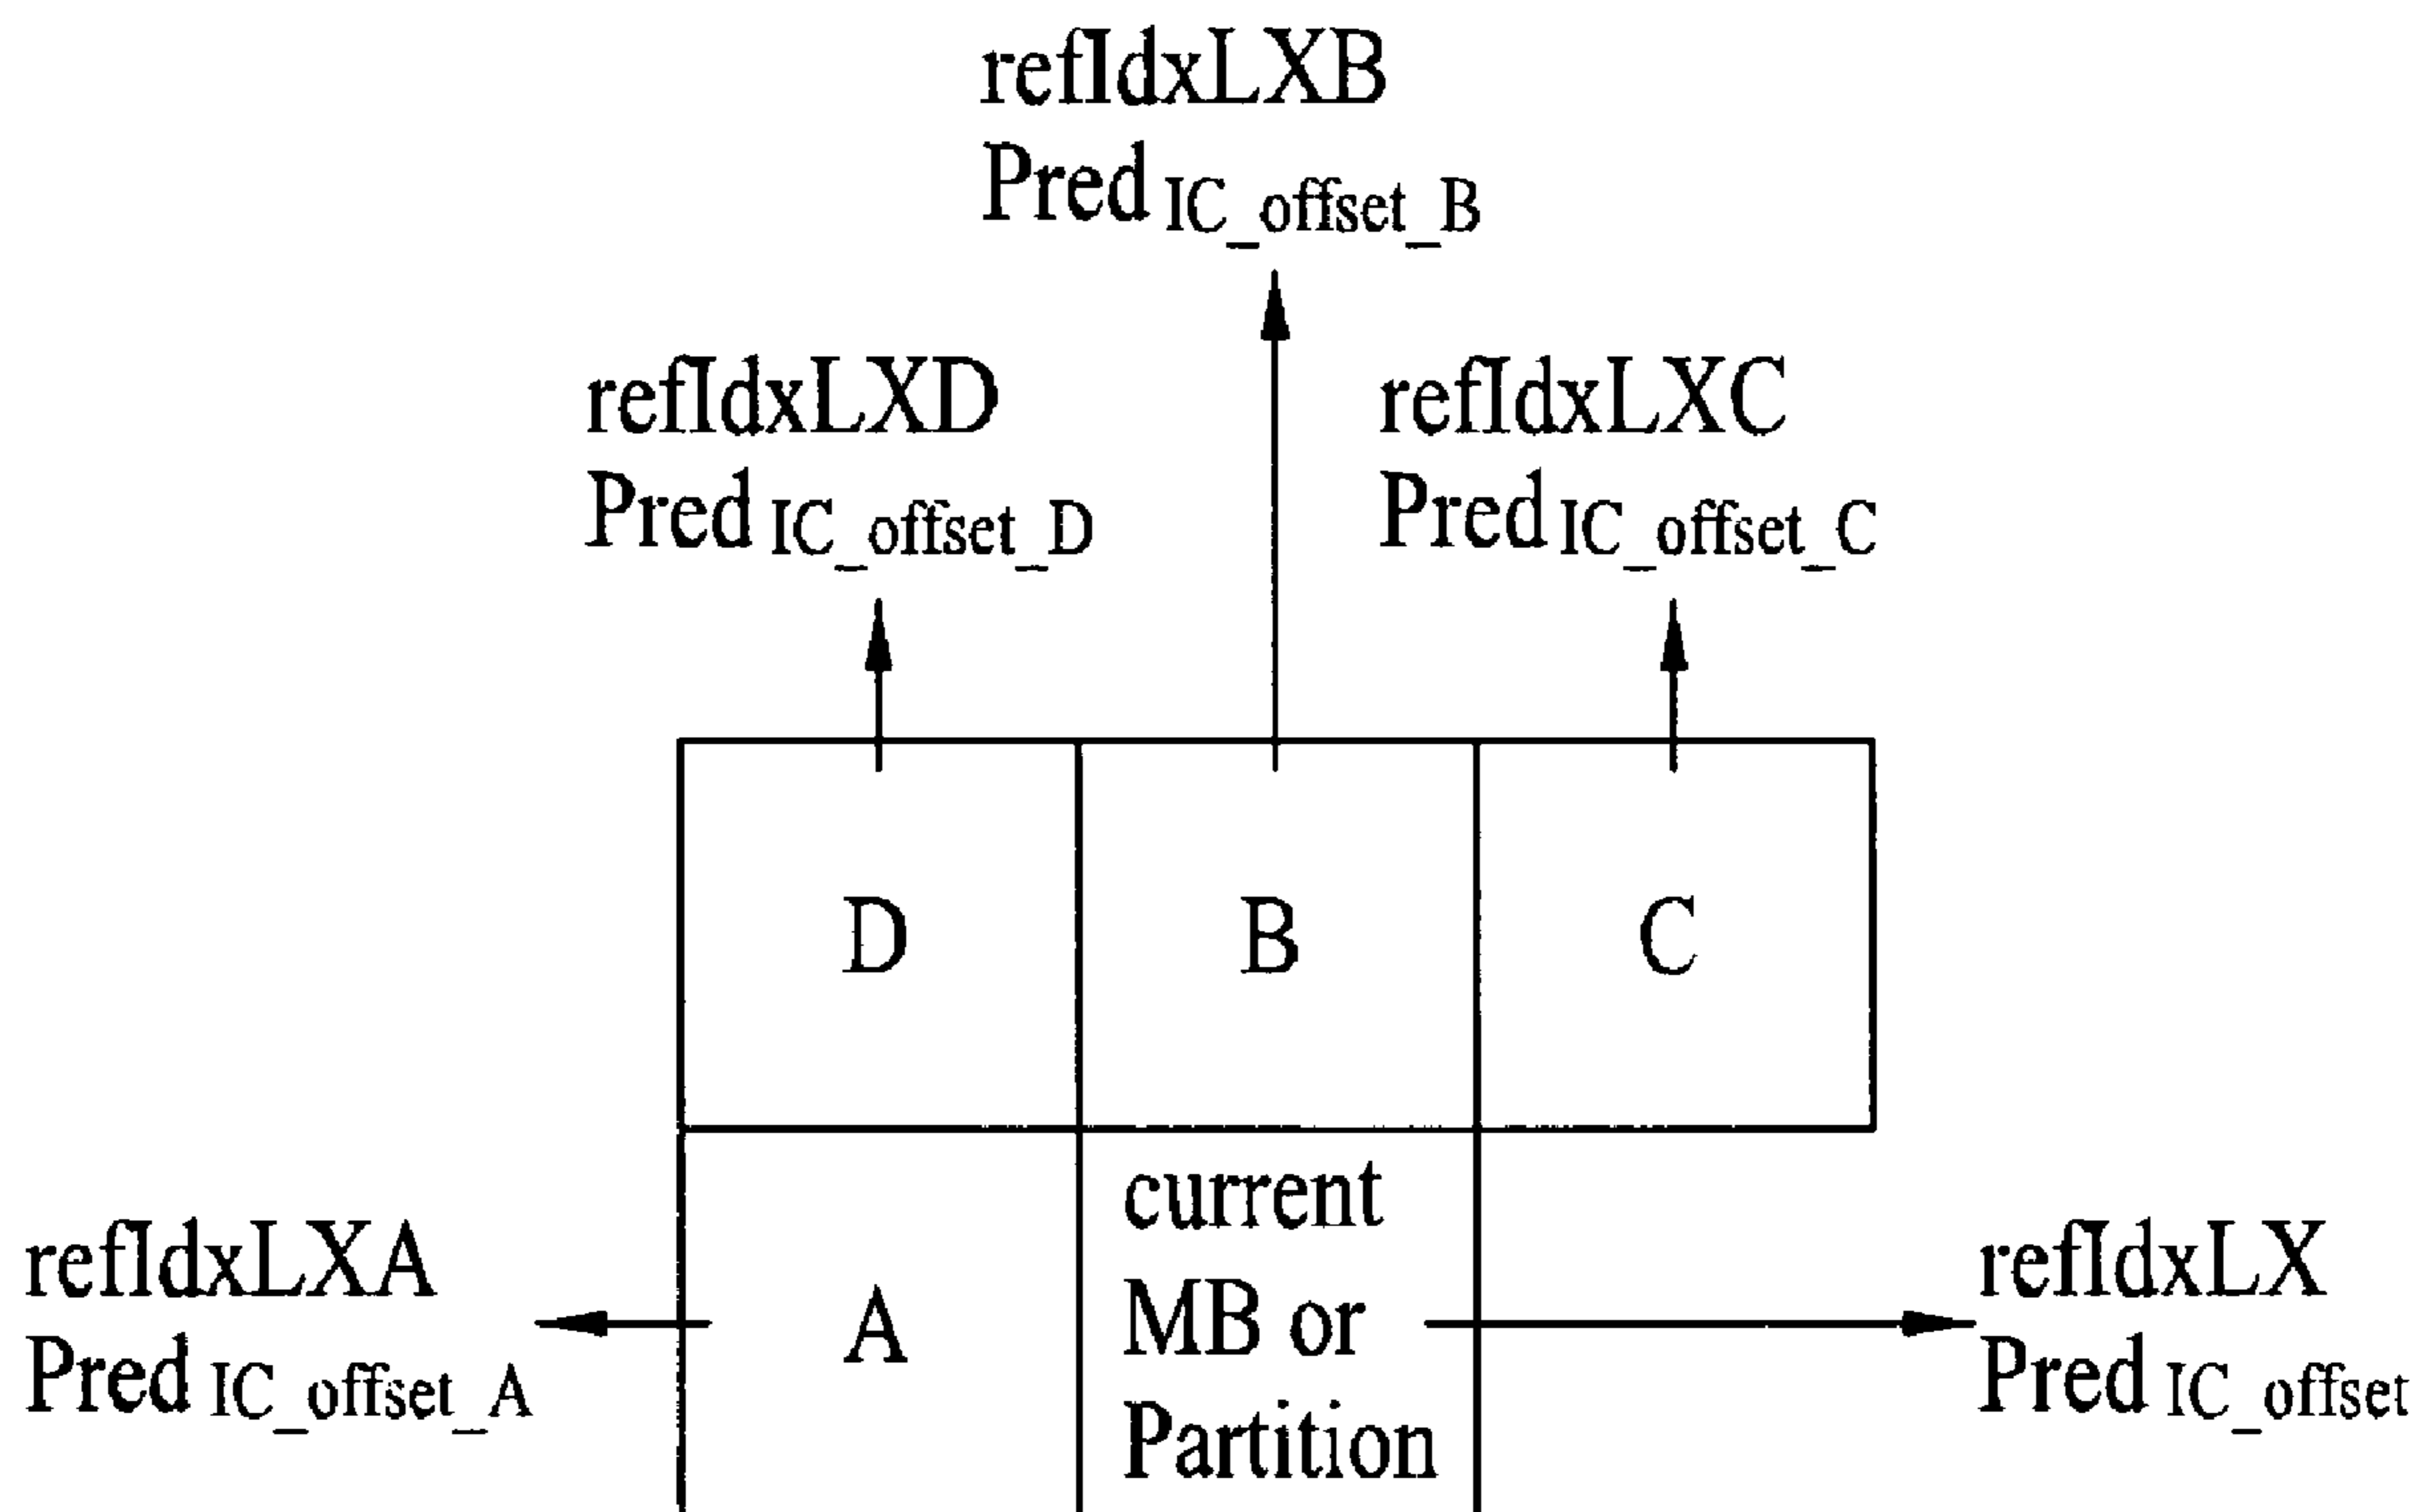 refIdxLXB
Pred IC_offset_B
refIdxLXD
Pred IC_offset_D
refIdxLXC
Pred IC_offset_C
D
B
C
refIdxLXA
Pred IC_offset_A
A
current
MB or
Partition
refIdxLX
Pred IC_offset